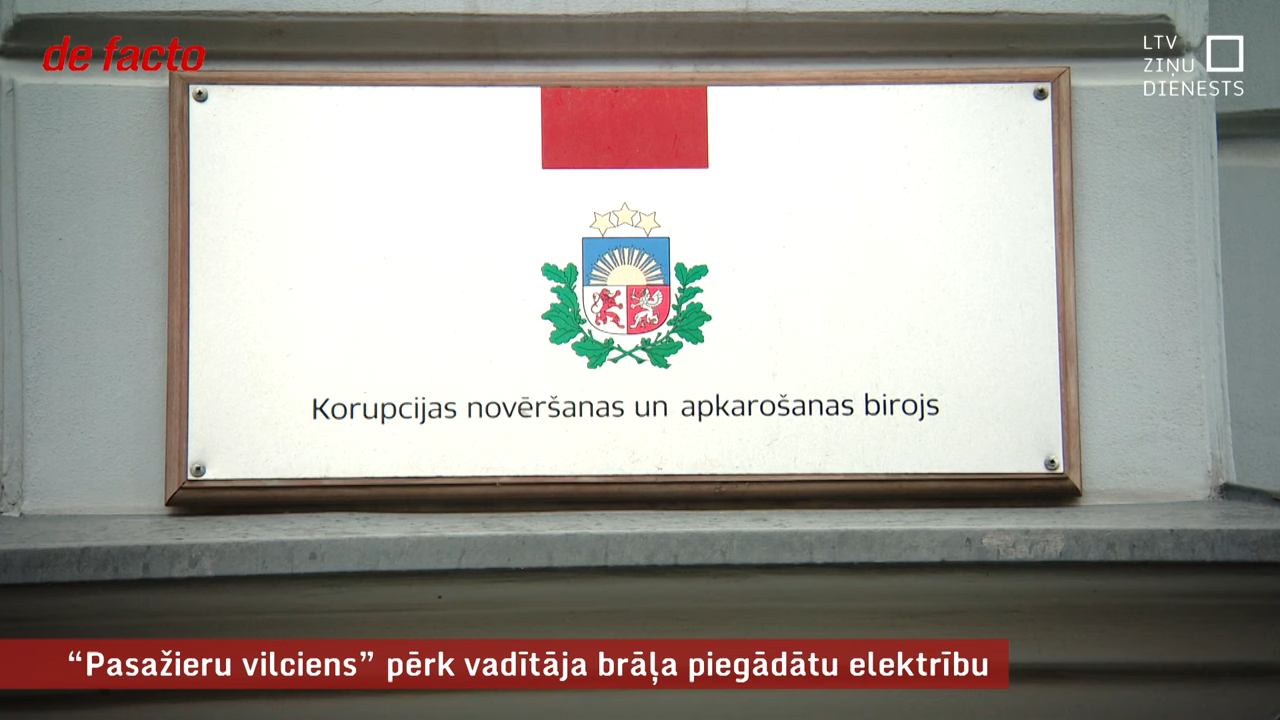 de facto
LTV
ZIŅU
DIENESTS
Korupcijas novēršanas un apkarošanas birojs
“Pasažieru vilciens” pērk vadītāja brāļa piegādātu elektrību